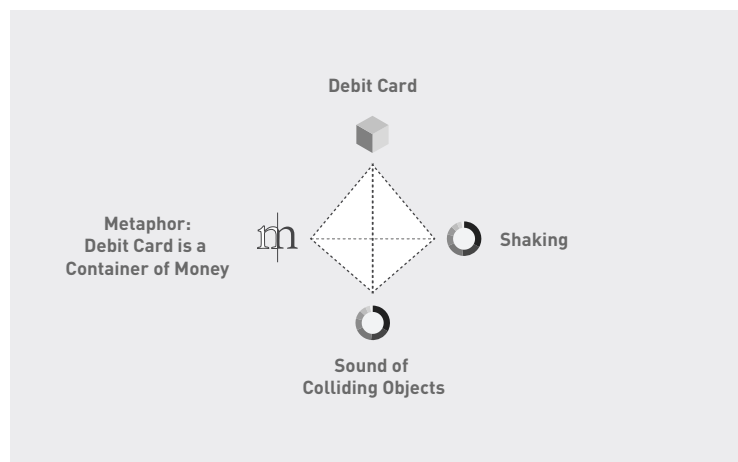 Debit Card
Metaphor:
Debit Card is a
Container of Money
m
Shaking
Sound of
Colliding Objects